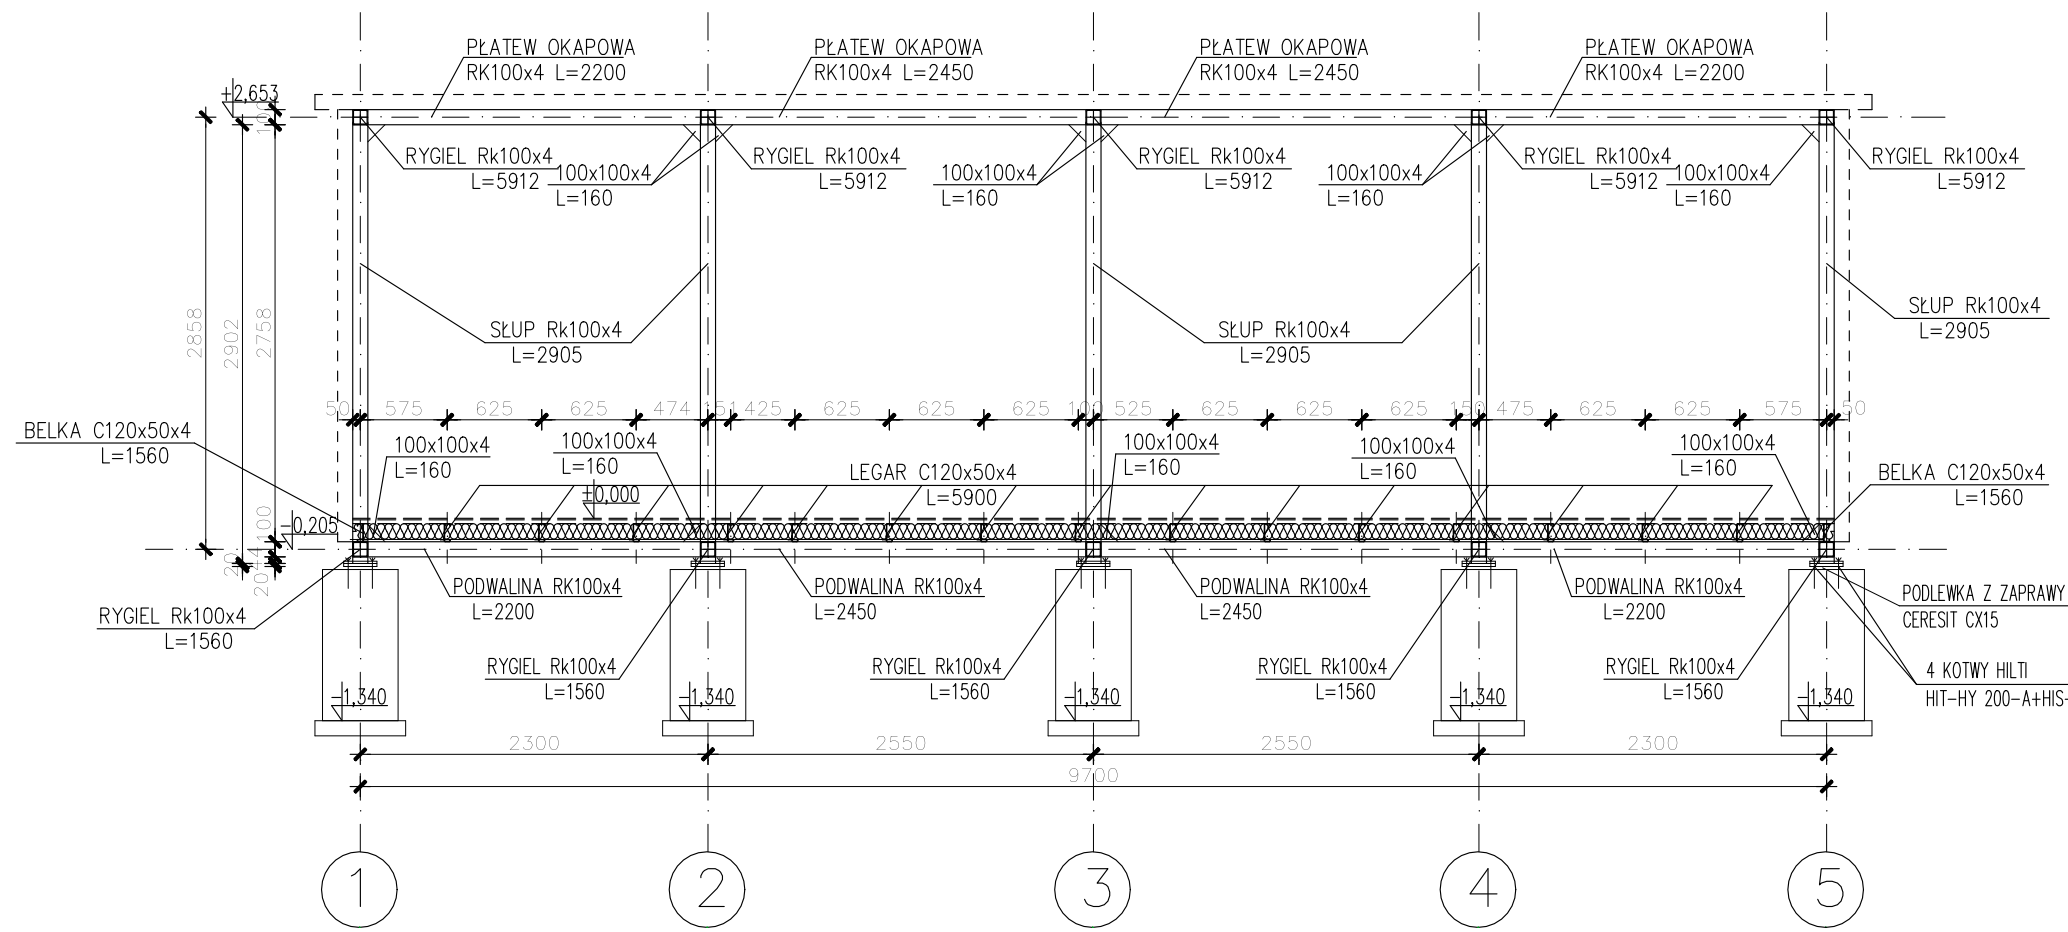 PŁATEW OKAPOWA
RK100x4 L=2200
PŁATEW OKAPOWA
RK100x4 L=2450
PŁATEW OKAPOWA
RK100x4 L=2450
PŁATEW OKAPOWA
RK100x4 L=2200
+2,653
RYGIEL Rk100x4
L=5912
100x100x4
L=160
RYGIEL Rk100x4
L=5912
100x100x4
L=160
RYGIEL Rk100x4
L=5912
100x100x4
L=160
RYGIEL Rk100x4
L=5912
100x100x4
L=160
RYGIEL Rk100x4
L=5912
2858
2902
2758
SŁUP Rk100x4
L=2905
SŁUP Rk100x4
L=2905
SŁUP Rk100x4
L=2905
50 575 625 625 474 151 425 625 625 625 100 525 625 625 625 150 475 625 625 575 50
BELKA C120x50x4
L=1560
100x100x4
L=160
100x100x4
L=160
LEGAR C120x50x4
L=5900
100x100x4
L=160
100x100x4
L=160
100x100x4
L=160
BELKA C120x50x4
L=1560
±0,000
-0,205
100
20
RYGIEL Rk100x4
L=1560
PODWALINA RK100x4
L=2200
PODWALINA RK100x4
L=2450
PODWALINA RK100x4
L=2450
PODWALINA RK100x4
L=2200
PODLEWKA Z ZAPRAWY
CERESIT CX15
RYGIEL Rk100x4
L=1560
RYGIEL Rk100x4
L=1560
RYGIEL Rk100x4
L=1560
RYGIEL Rk100x4
L=1560
4 KOTWY HILTI
HIT-HY 200-A+HIS-
-1,340
-1,340
-1,340
-1,340
-1,340
2300 2550 2550 2300
9700
1 2 3 4 5